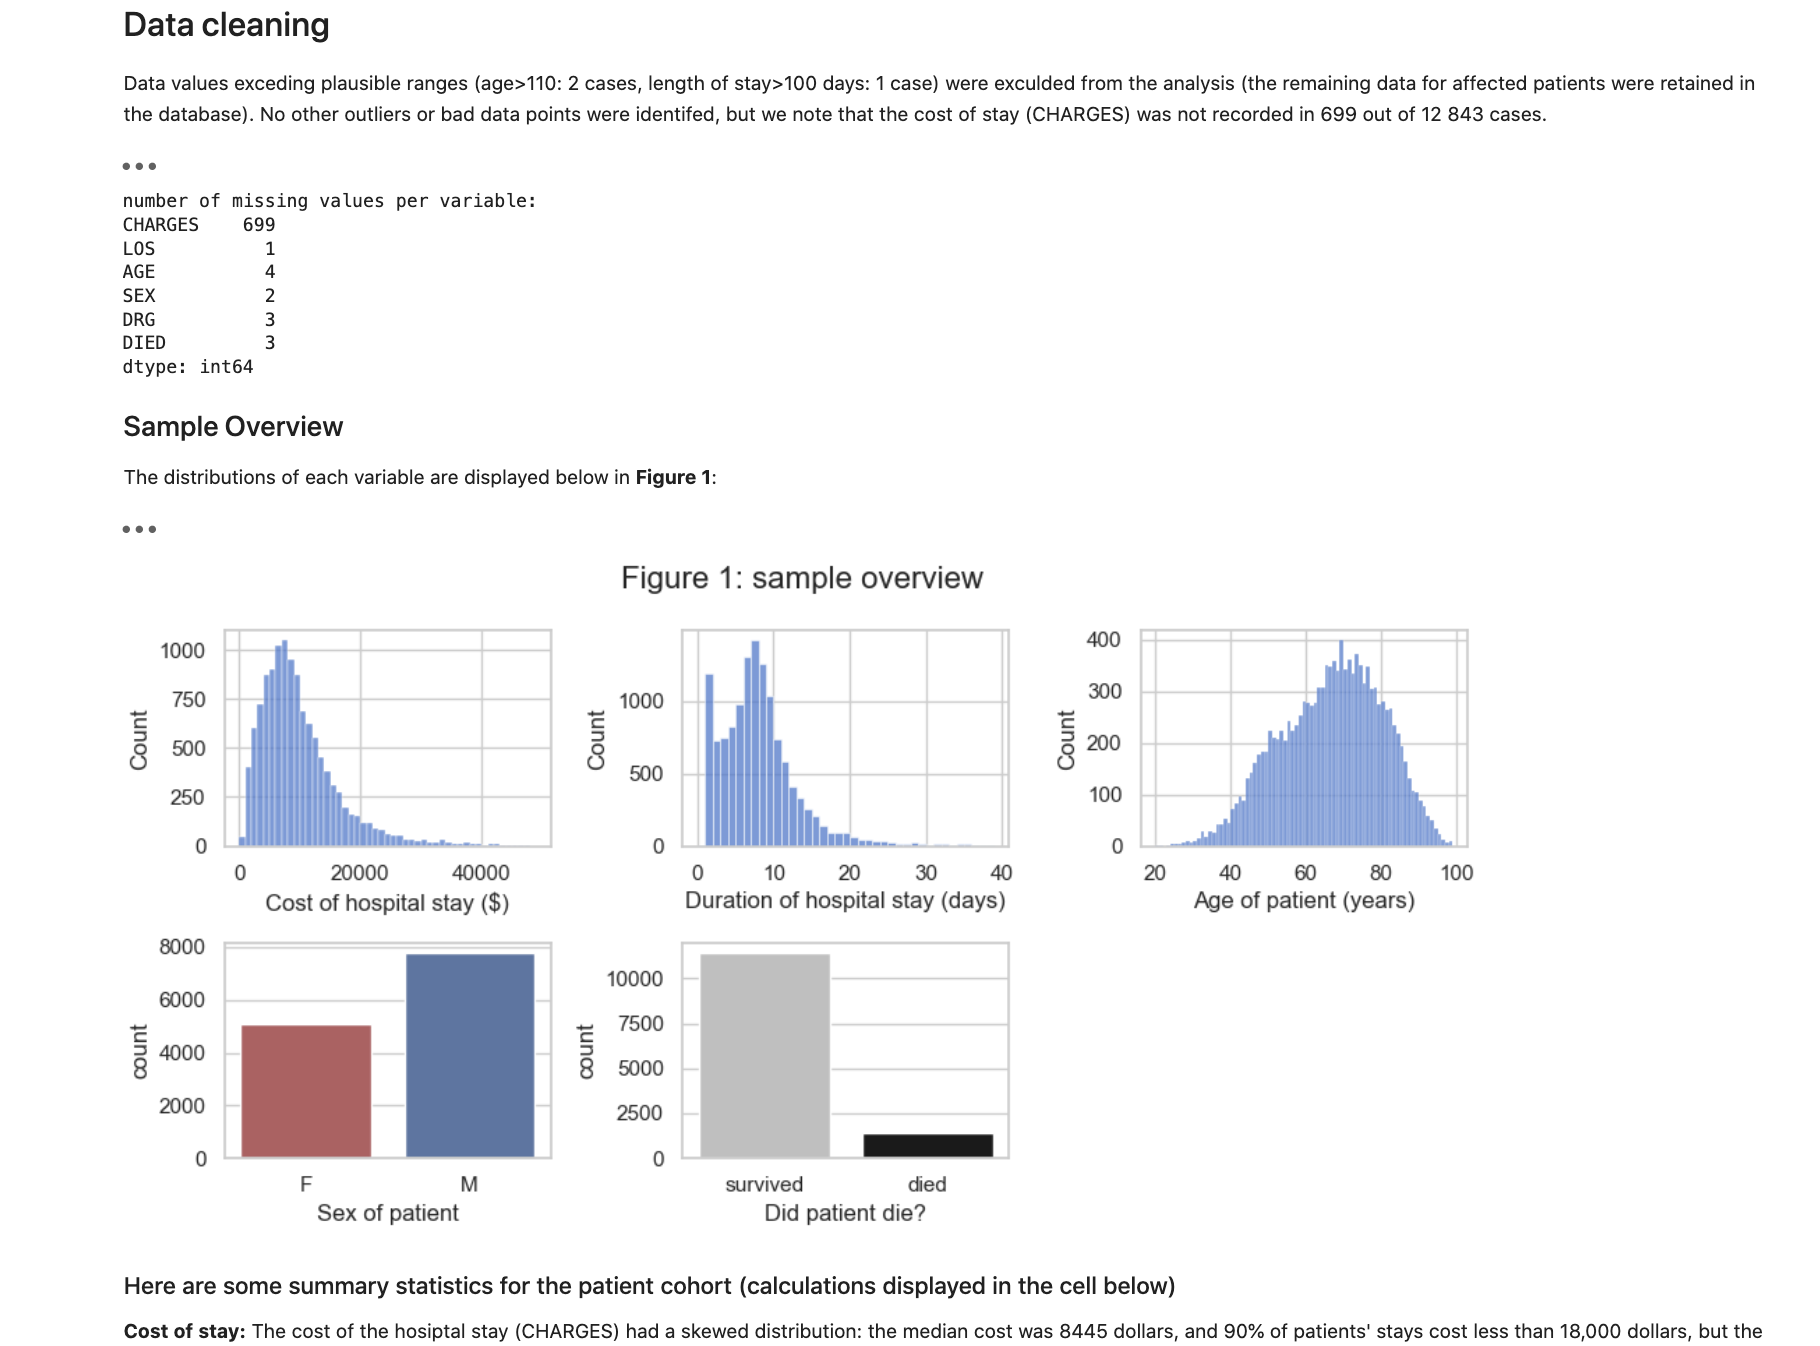 Data cleaning
Data values exceding plausible ranges (age>110: 2 cases, length of stay>100 days: 1 case) were exculded from the analysis (the remaining data for affected patients were retained in
the database). No other outliers or bad data points were identifed, but we note that the cost of stay (CHARGES) was not recorded in 699 out of 12 843 cases.
•••
number of missing values per variable:
CHARGES 699
LOS 1
AGE 4
SEX 2
DRG 3
DIED 3
dtype: int64
Sample Overview
The distributions of each variable are displayed below in Figure 1:
•••
Figure 1: sample overview
Count
1000
750
500
250
0
0 20000 40000
Cost of hospital stay ($)
Count
1000
500
0
0 10 20 30 40
Duration of hospital stay (days)
Count
400
300
200
100
0
20 40 60 80 100
Age of patient (years)
count
8000
6000
4000
2000
0
F M
Sex of patient
count
10000
7500
5000
2500
0
survived died
Did patient die?
Here are some summary statistics for the patient cohort (calculations displayed in the cell below)
Cost of stay: The cost of the hosiptal stay (CHARGES) had a skewed distribution: the median cost was 8445 dollars, and 90% of patients' stays cost less than 18,000 dollars, but the